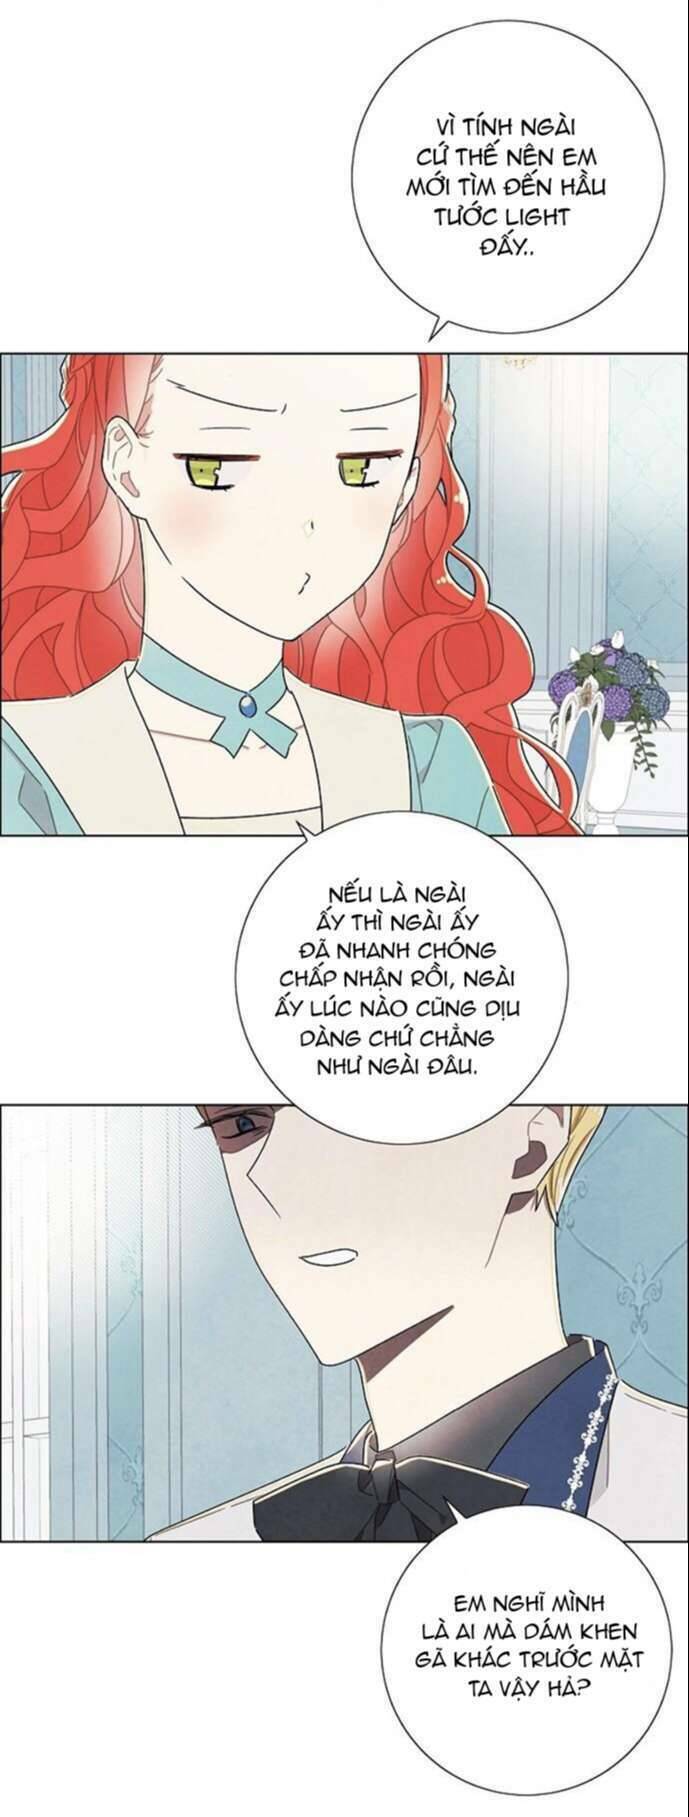 VÌ TÍNH NGÀI
CỨ THẾ NÊN EM
MỚI TÌM ĐẾN HẦU
TƯỚC LIGHT
ĐẤY..
NẾU LÀ NGÀI
ẤY THÌ NGÀI ẤY
ĐÃ NHANH CHÓNG
CHẤP NHẬN RỒI, NGÀI
ẤY LÚC NÀO CŨNG DỊU
DÀNG CHỨ CHẲNG
NHƯ NGÀI ĐÂU.
EM NGHĨ MÌNH
LÀ AI MÀ DÁM KHEN
GÃ KHÁC TRƯỚC MẶT
TA VẬY HẢ?